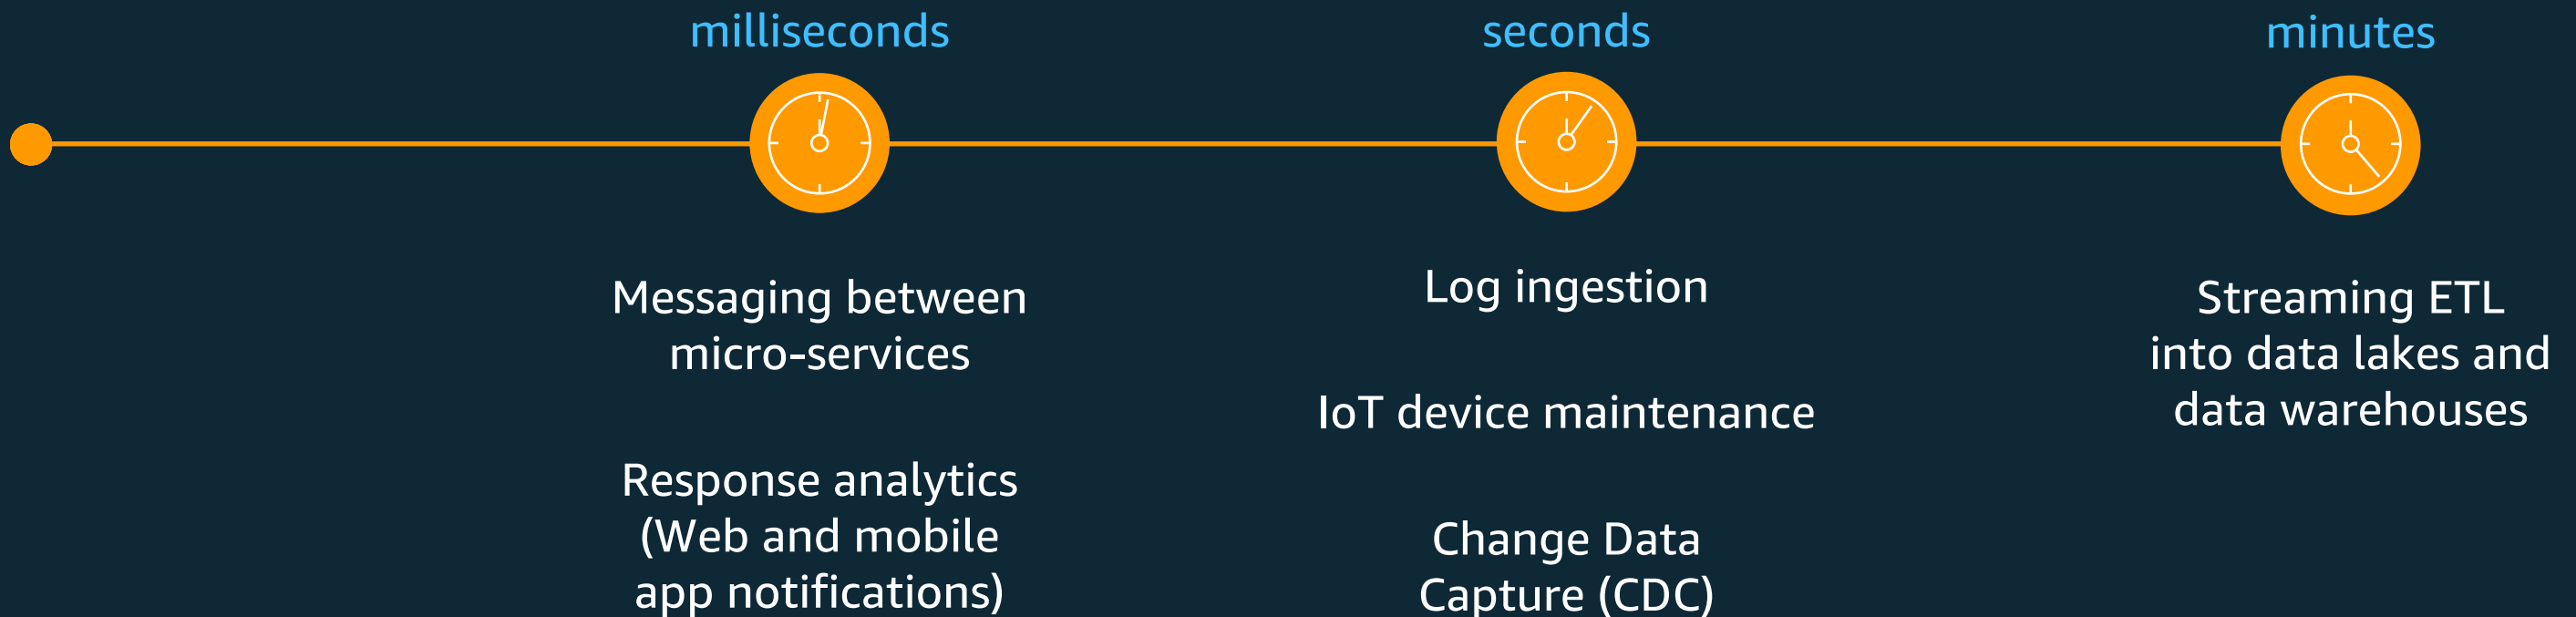 milliseconds
seconds
minutes
Messaging between
micro-services
Response analytics
(Web and mobile
app notifications)
Log ingestion
IoT device maintenance
Change Data
Capture (CDC)
Streaming ETL
into data lakes and
data warehouses